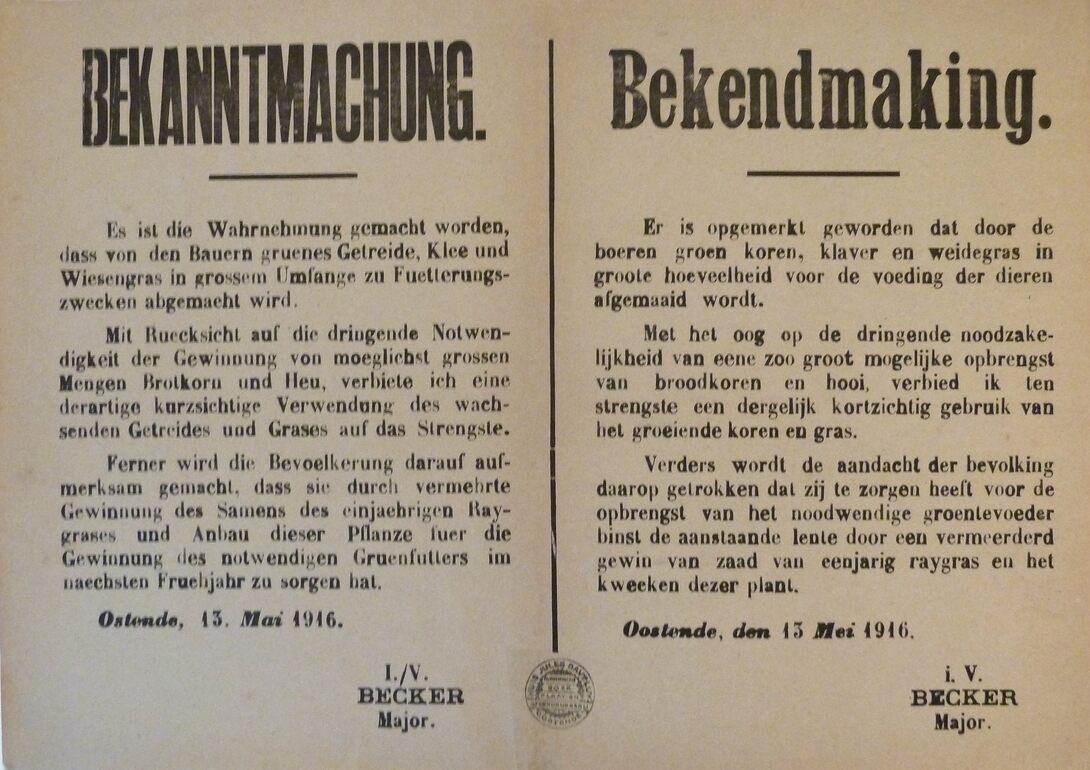 BEKANNTMACHUNG.
Es ist die Wahrnehmung gemacht worden,
dass von den Bauern gruenes Getreide, Klee und
Wiesengras in grossem Umfange zu Fuetterungs-
zwecken abgemacht wird.
Mit Ruecksicht auf die dringende Notwen-
digkeit der Gewinnung von moeglichst grossen
Mengen Brotkorn und Heu, verbiete ich eine
derartige kurzsichtige Verwendung des wach-
senden Getreides und Grases auf das Strengste.
Ferner wird die Bevoelkerung darauf auf-
merksam gemacht, dass sie durch vermehrte
Gewinnung des Samens des einjaehrigen Ray-
grases und Anbau dieser Pflanze fuer die
Gewinnung des notwendigen Gruenfutters im
naechsten Fruehjahr zu sorgen hat.
Ostende, 13. Mai 1916.
I./V.
BECKER
Major.
Bekendmaking.
Er is opgemerkt geworden dat door de
boeren groen koren, klaver en weidegras in
groote hoeveelheid voor de voeding der dieren
afgemaaid wordt.
Met het oog op de dringende noodzake-
lijkheid van eene zoo groot mogelijke opbrengst
van broodkoren en hooi, verbied ik ten
strengste een dergelijk kortzichtig gebruik van
het groeiende koren en gras.
Verders wordt de aandacht der bevolking
daarop getrokken dat zij te zorgen heeft voor de
opbrengst van het noodwendige groentevoeder
binst de aanstaande lente door een vermeerderd
gewin van zaad van eenjarig raygras en het
kweeken dezer plant.
Oostende, den 13 Mei 1916.
i. V.
BECKER
Major.